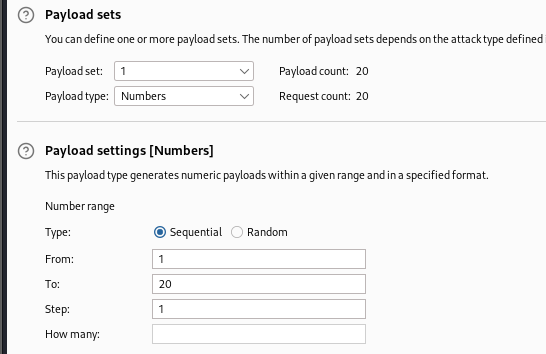 ? Payload sets
You can define one or more payload sets. The number of payload sets depends on the attack type defined
Payload set: 1 Payload count: 20
Payload type: Numbers Request count: 20
? Payload settings [Numbers]
This payload type generates numeric payloads within a given range and in a specified format.
Number range
Type: Sequential Random
From: 1
To: 20
Step: 1
How many: